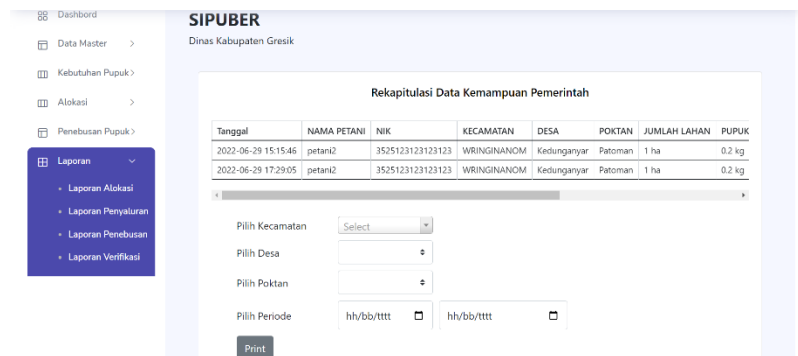 Dashbord
Data Master
Kebutuhan Pupuk
Alokasi
Penebusan Pupuk
Laporan
Laporan Alokasi
Laporan Penyaluran
Laporan Penebusan
Laporan Verifikasi
SIPUBER
Dinas Kabupaten Gresik
Rekapitulasi Data Kemampuan Pemerintah
Tanggal NAMA PETANI NIK KECAMATAN DESA POKTAN JUMLAH LAHAN PUPUK
2022-06-29 15:15:46 petani2 3525123123123123 WRINGINANOM Kedunganyar Patoman 1 ha 0.2 kg
2022-06-29 17:29:05 petani2 3525123123123123 WRINGINANOM Kedunganyar Patoman 1 ha 0.2 kg
Pilih Kecamatan Select
Pilih Desa
Pilih Poktan
Pilih Periode hh/bb/tttt hh/bb/tttt
Print